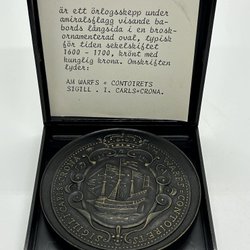 är ett örlogsskepp under
amiralsflagg visande ba-
bords långsida i en brosk-
ornamenterad oval, typisk
för tiden sekelskiftet
1600 - 1700, krönt med
kunglig krona. Omskriften
lyder:
AM WARFS + CONTOIRETS
SIGILL . I. CARLS+CRONA.